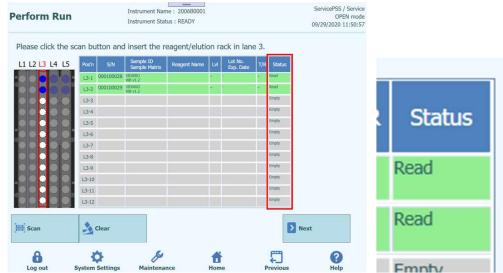 Perform Run
Instrument Name : 200680001
Instrument Status : READY
ServicePSS / Service
OPEN mode
09/29/2020 11:50:57
Please click the scan button and insert the reagent/elution rack in lane 3.
L1 L2 L3 L4 L5
Pos'n S/N Sample ID Sample Matrix Reagent Name Lvl Lot No. Exp. Date T/R Status
L3-1 000100028 - - Read
L3-2 000100029 - - Read
L3-3 Empty
L3-4 Empty
L3-5 Empty
L3-6 Empty
L3-7 Empty
L3-8 Empty
L3-9 Empty
L3-10 Empty
L3-11 Empty
L3-12 Empty
Scan
Clear
Next
Log out
System Settings
Maintenance
Home
Previous
Help
Status
Read
Read
Empty